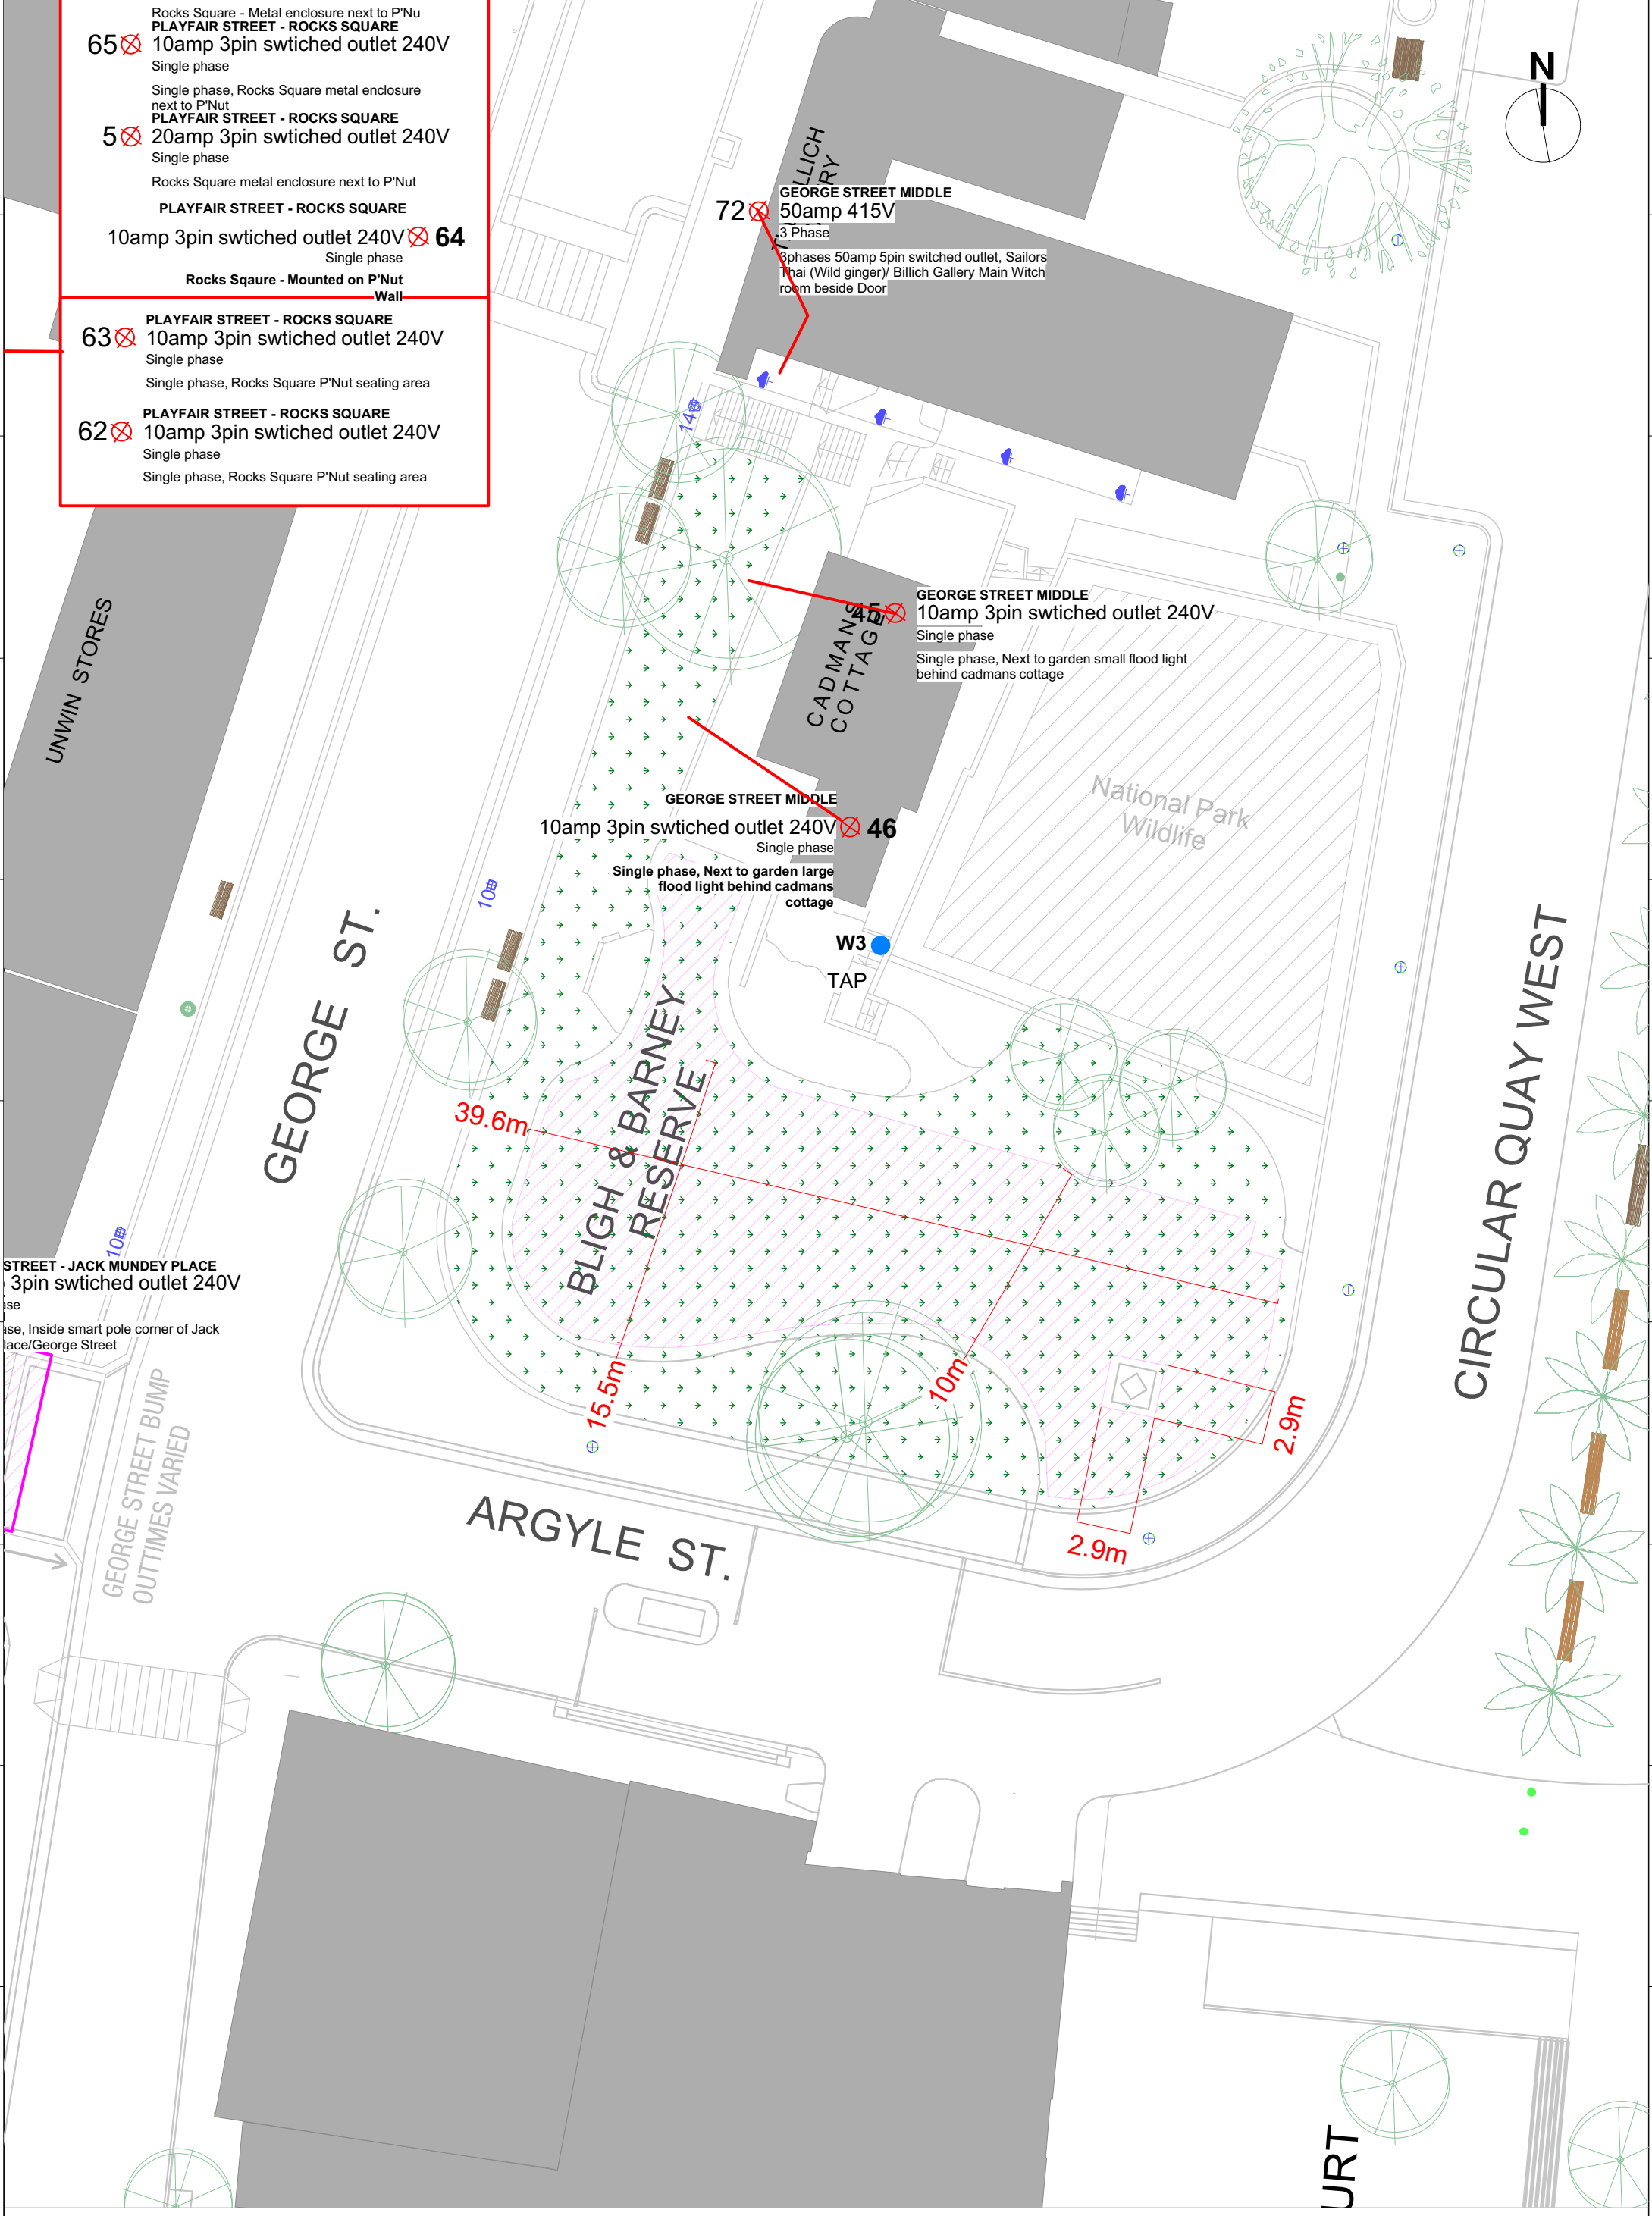 Rocks Square - Metal enclosure next to P'Nu
PLAYFAIR STREET - ROCKS SQUARE
65 10amp 3pin swtiched outlet 240V
Single phase
Single phase, Rocks Square metal enclosure
next to P'Nut
PLAYFAIR STREET - ROCKS SQUARE
5 20amp 3pin swtiched outlet 240V
Single phase
Rocks Square metal enclosure next to P'Nut
PLAYFAIR STREET - ROCKS SQUARE
10amp 3pin swtiched outlet 240V 64
Single phase
Rocks Sqaure - Mounted on P'Nut
Wall
PLAYFAIR STREET - ROCKS SQUARE
63 10amp 3pin swtiched outlet 240V
Single phase
Single phase, Rocks Square P'Nut seating area
PLAYFAIR STREET - ROCKS SQUARE
62 10amp 3pin swtiched outlet 240V
Single phase
Single phase, Rocks Square P'Nut seating area
N
LLICH
RY
GEORGE STREET MIDDLE
72 50amp 415V
3 Phase
3phases 50amp 5pin switched outlet, Sailors
Thai (Wild ginger)/ Billich Gallery Main Witch
room beside Door
14
UNWIN STORES
GEORGE STREET MIDDLE
45 10amp 3pin swtiched outlet 240V
Single phase
Single phase, Next to garden small flood light
behind cadmans cottage
CADMANS
COTTAGE
National Park
Wildlife
GEORGE STREET MIDDLE
10amp 3pin swtiched outlet 240V 46
Single phase
Single phase, Next to garden large
flood light behind cadmans
cottage
10
W3
TAP
GEORGE ST.
CIRCULAR QUAY WEST
BLIGH & BARNEY
RESERVE
39.6m
10
STREET - JACK MUNDEY PLACE
3pin swtiched outlet 240V
ase
ase, Inside smart pole corner of Jack
lace/George Street
15.5m
10m
2.9m
2.9m
GEORGE STREET BUMP
OUTTIMES VARIED
ARGYLE ST.
URT